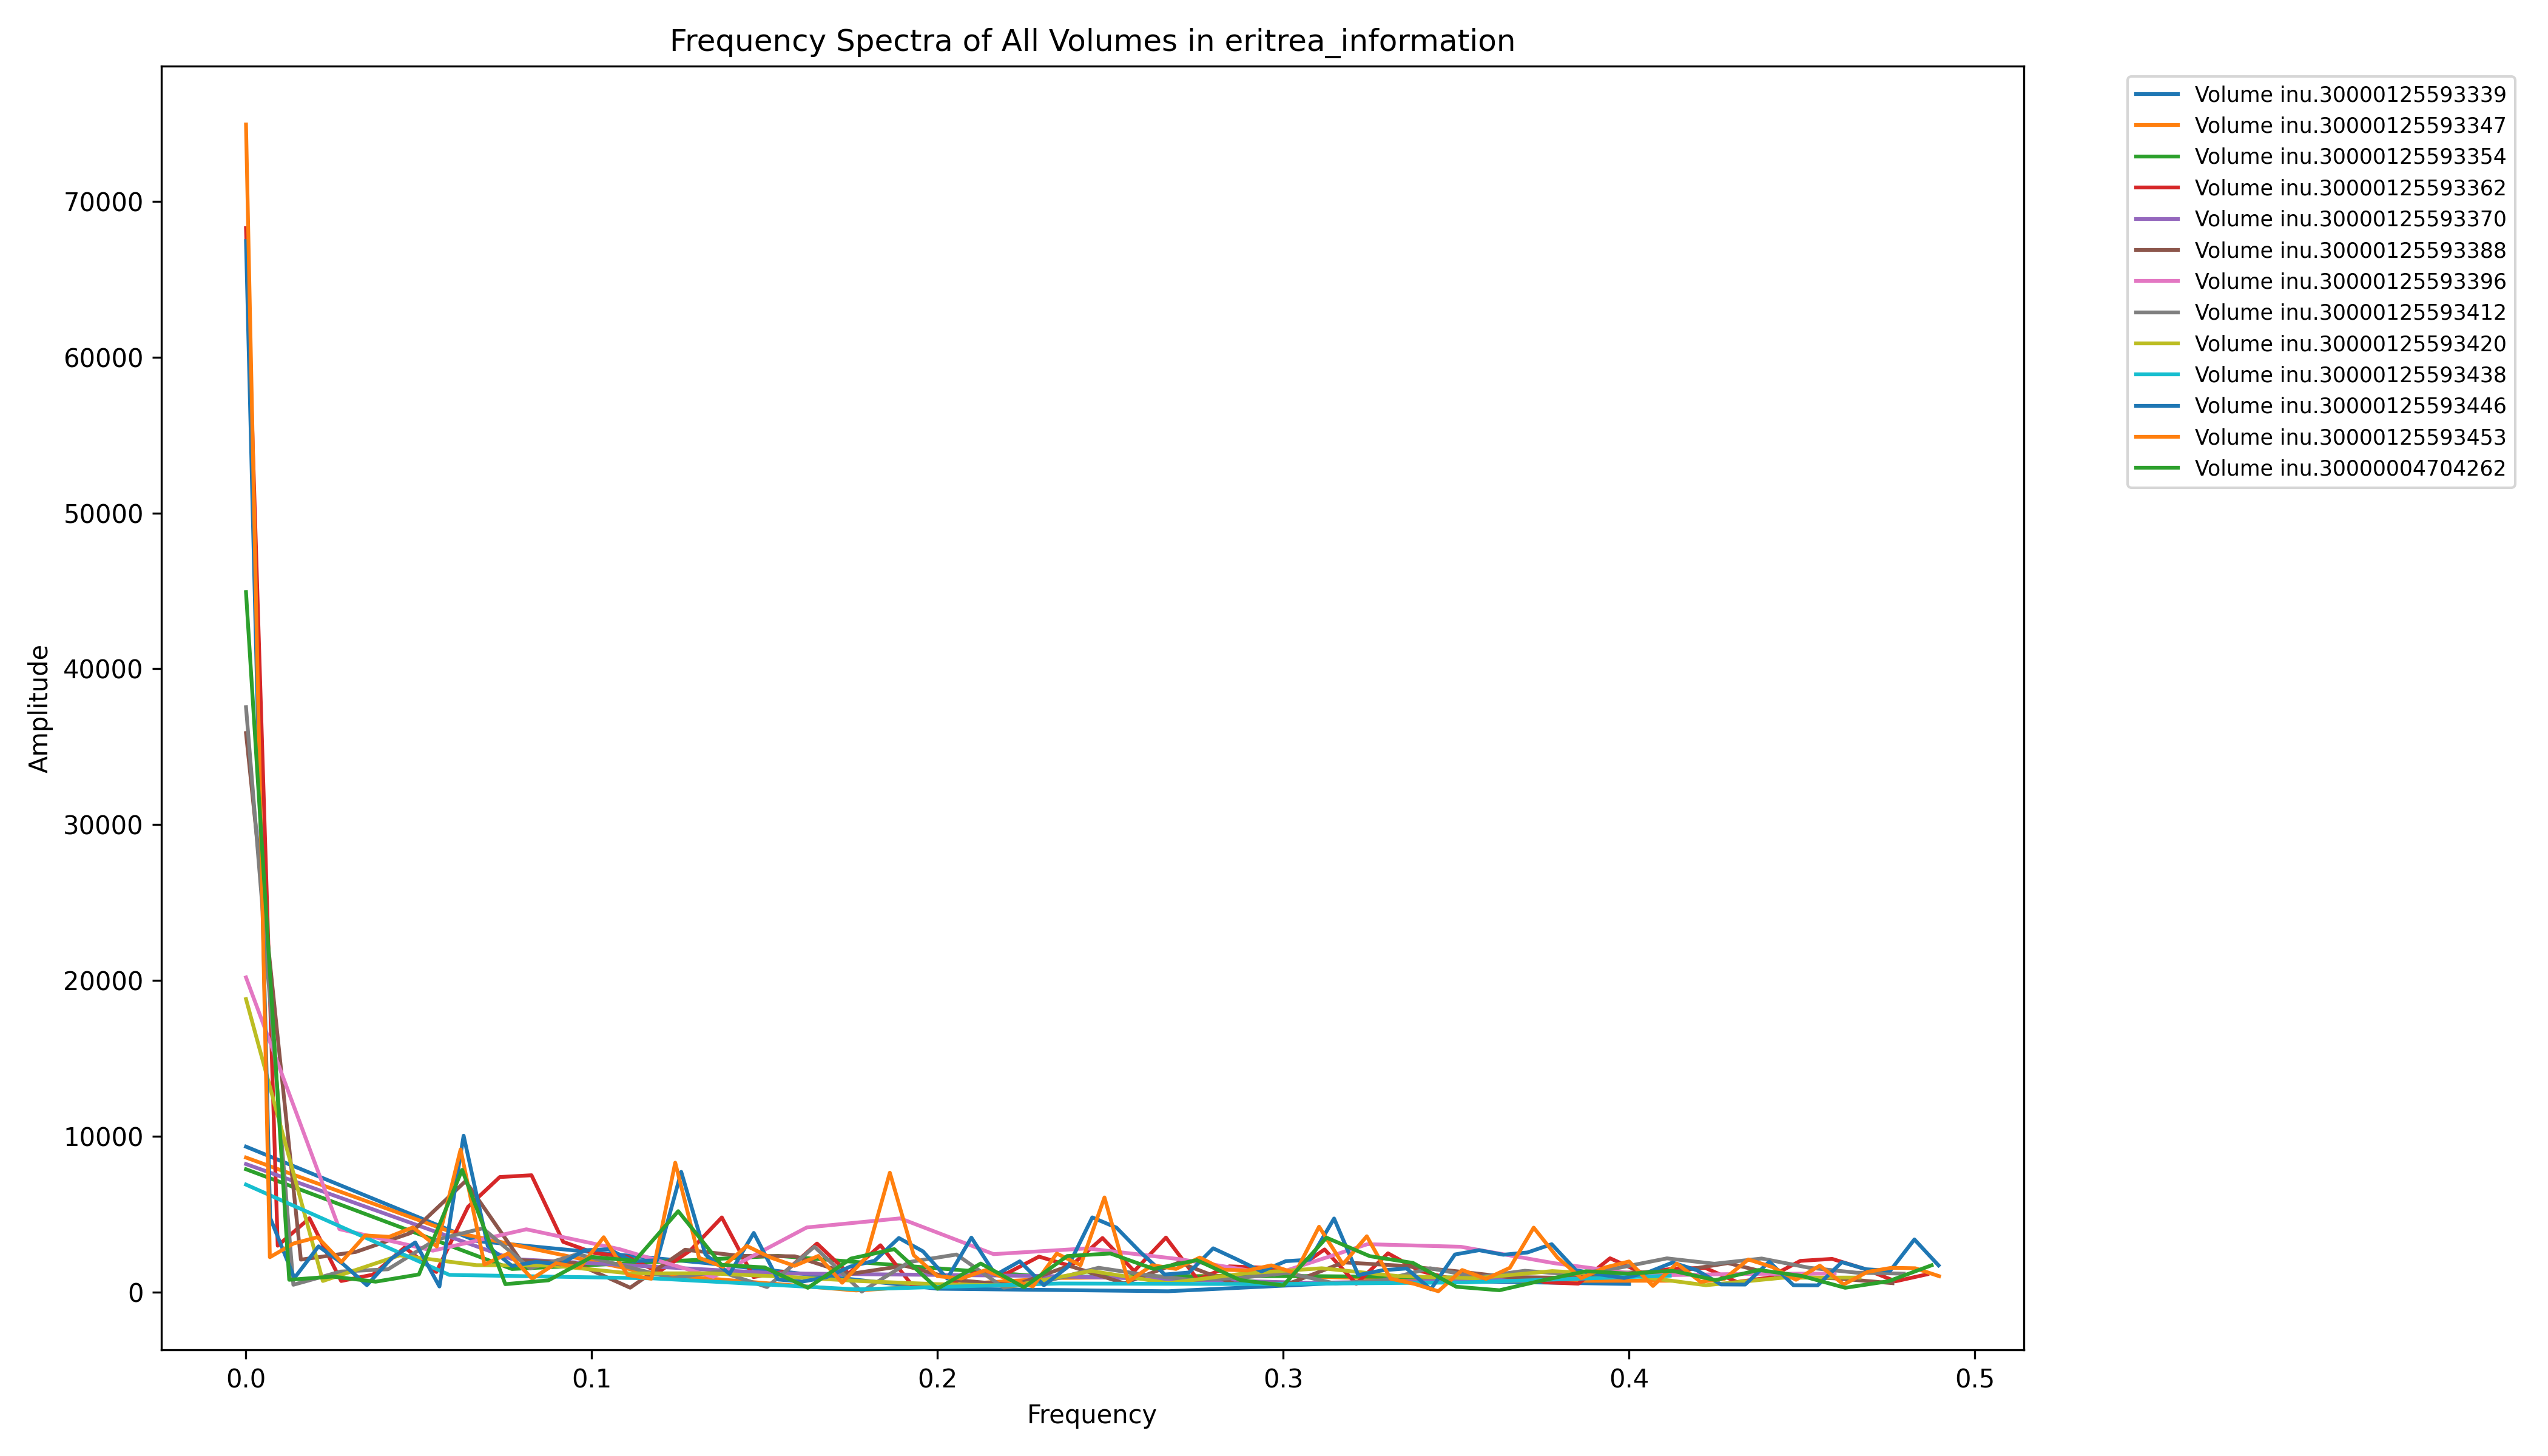 Frequency Spectra of All Volumes in eritrea_information
Amplitude
70000
60000
50000
40000
30000
20000
10000
0
0.0
0.1
0.2
0.3
0.4
0.5
Frequency
Volume inu.30000125593339
Volume inu.30000125593347
Volume inu.30000125593354
Volume inu.30000125593362
Volume inu.30000125593370
Volume inu.30000125593388
Volume inu.30000125593396
Volume inu.30000125593412
Volume inu.30000125593420
Volume inu.30000125593438
Volume inu.30000125593446
Volume inu.30000125593453
Volume inu.30000004704262